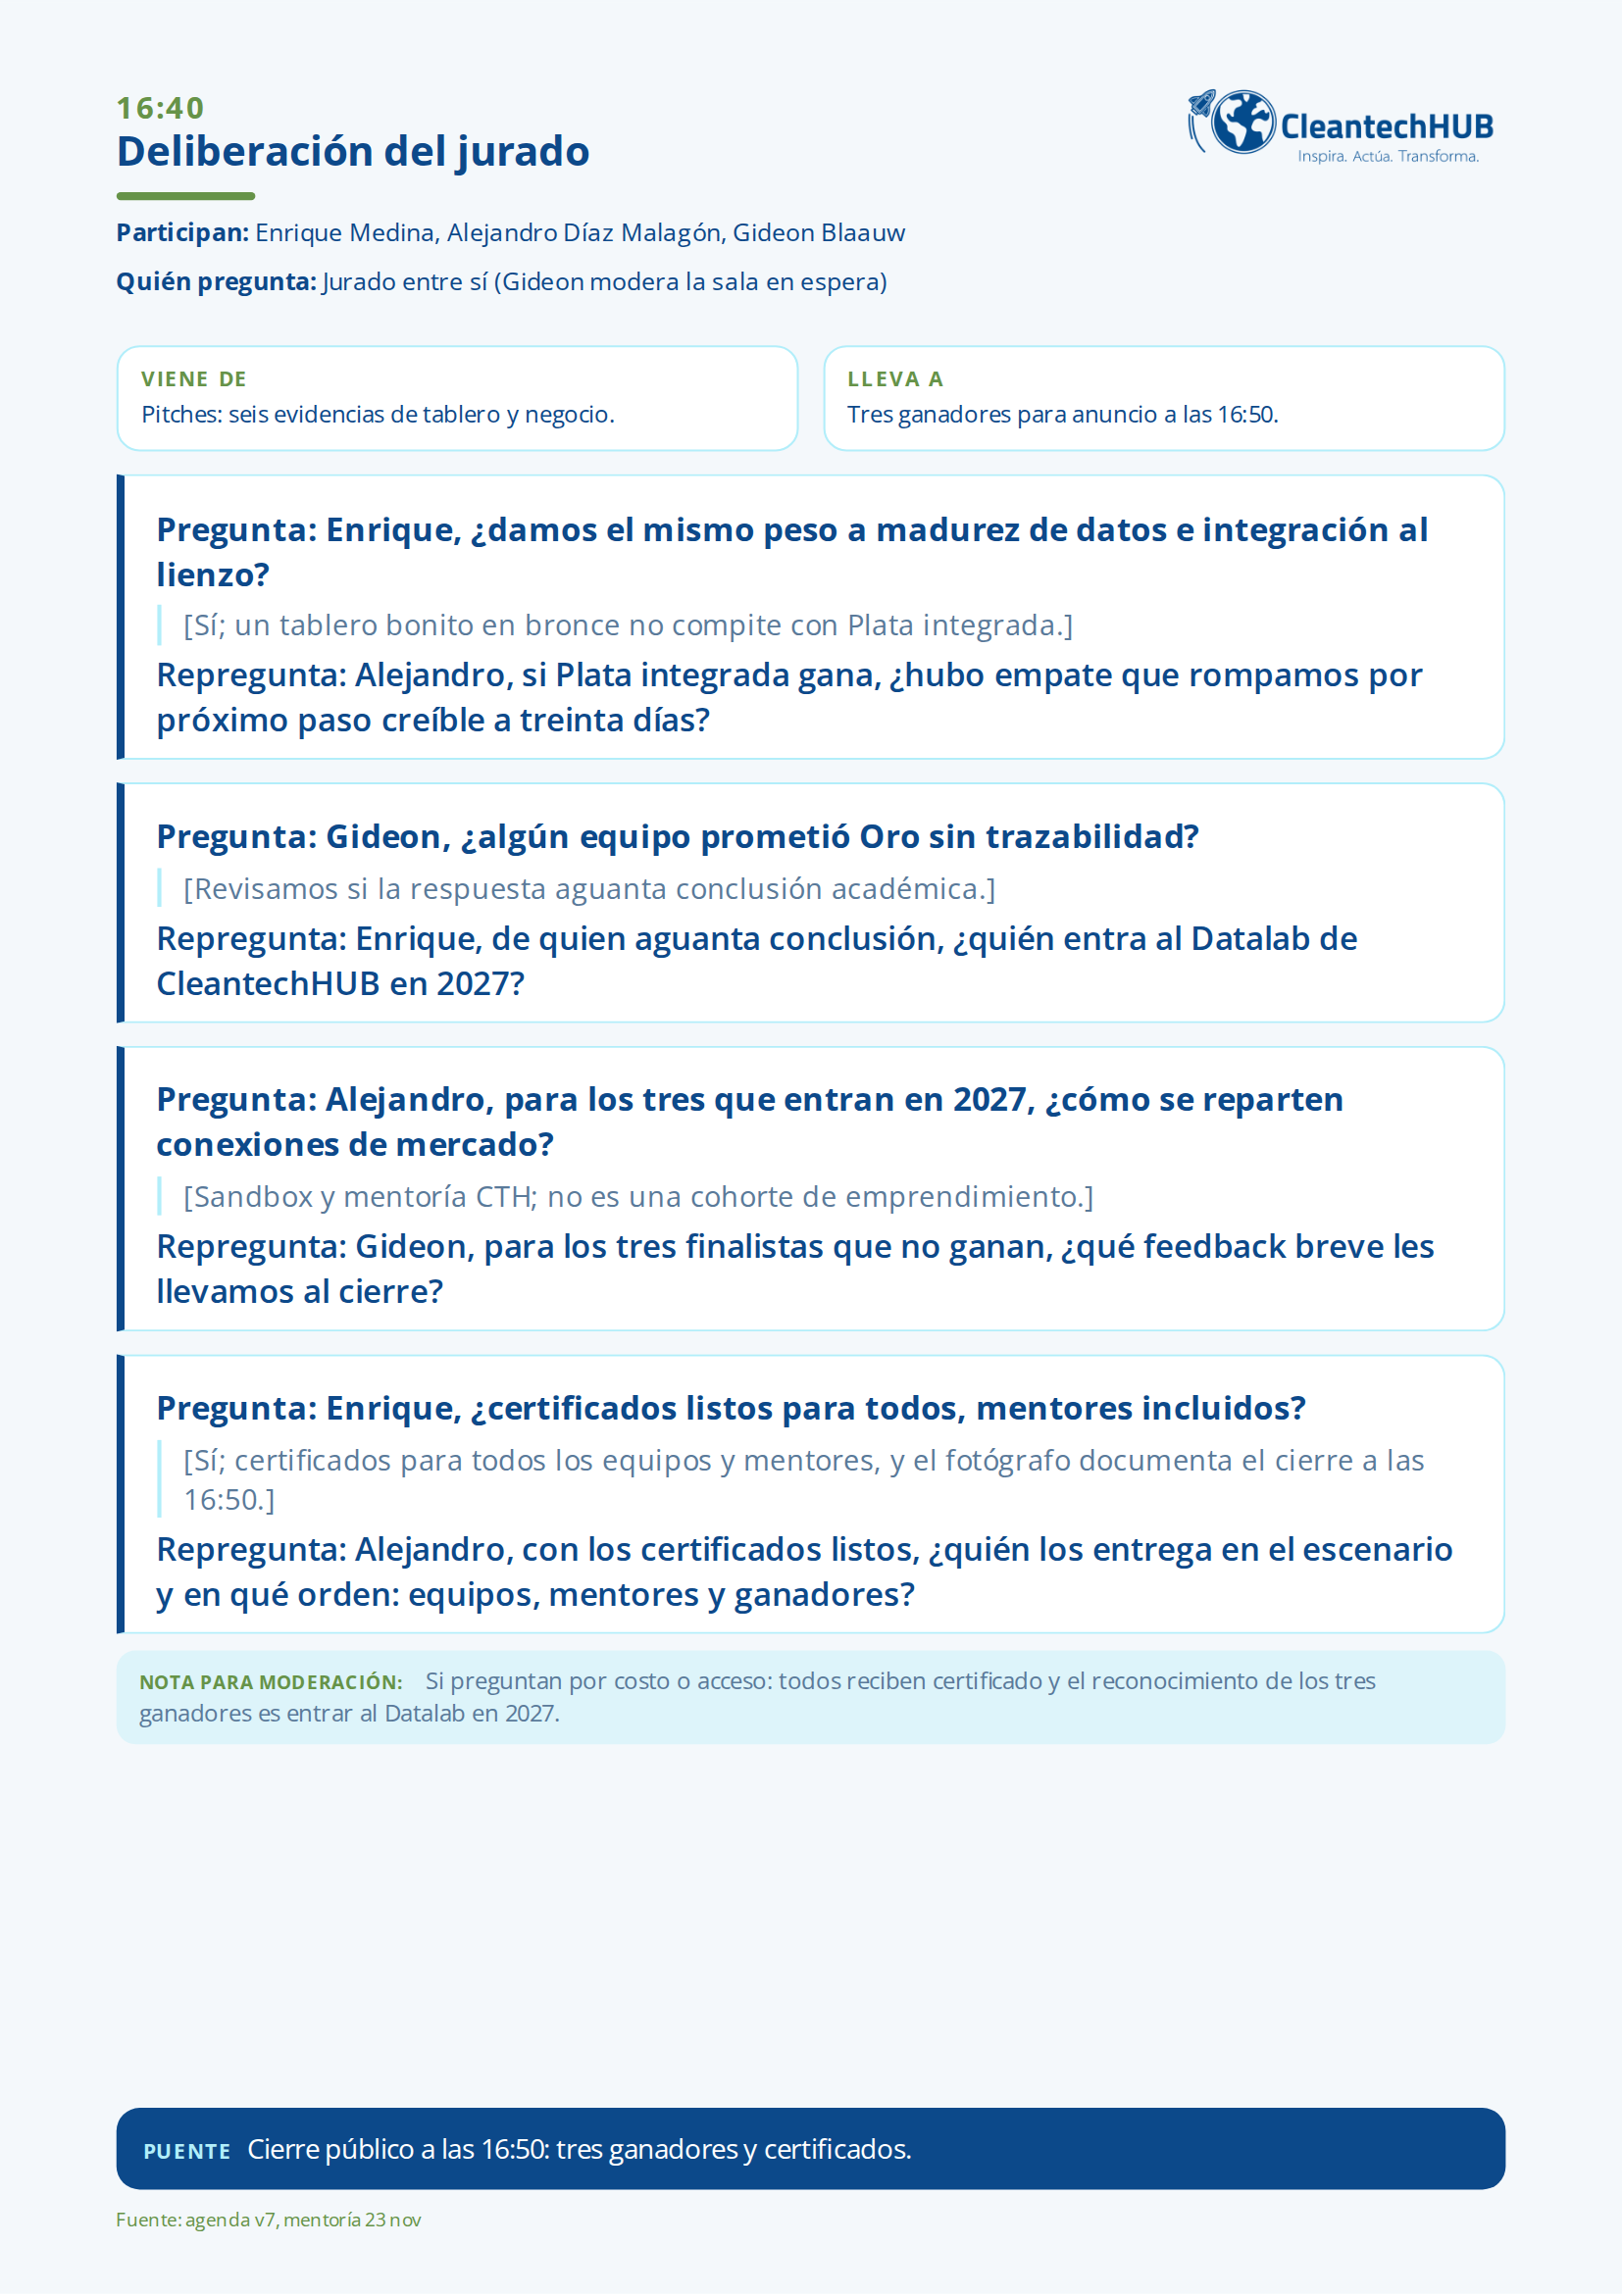 16:40
Deliberación del jurado
CleantechHUB
Inspira. Actúa. Transforma.
Participan: Enrique Medina, Alejandro Díaz Malagón, Gideon Blaauw
Quién pregunta: Jurado entre sí (Gideon modera la sala en espera)
VIENE DE
Pitches: seis evidencias de tablero y negocio.
LLEVA A
Tres ganadores para anuncio a las 16:50.
Pregunta: Enrique, ¿damos el mismo peso a madurez de datos e integración al
lienzo?
[Sí; un tablero bonito en bronce no compite con Plata integrada.]
Repregunta: Alejandro, si Plata integrada gana, ¿hubo empate que rompamos por
próximo paso creíble a treinta días?
Pregunta: Gideon, ¿algún equipo prometió Oro sin trazabilidad?
[Revisamos si la respuesta aguanta conclusión académica.]
Repregunta: Enrique, de quien aguanta conclusión, ¿quién entra al Datalab de
CleantechHUB en 2027?
Pregunta: Alejandro, para los tres que entran en 2027, ¿cómo se reparten
conexiones de mercado?
[Sandbox y mentoría CTH; no es una cohorte de emprendimiento.]
Repregunta: Gideon, para los tres finalistas que no ganan, ¿qué feedback breve les
llevamos al cierre?
Pregunta: Enrique, ¿certificados listos para todos, mentores incluidos?
[Sí; certificados para todos los equipos y mentores, y el fotógrafo documenta el cierre a las
16:50.]
Repregunta: Alejandro, con los certificados listos, ¿quién los entrega en el escenario
y en qué orden: equipos, mentores y ganadores?
NOTA PARA MODERACIÓN: Si preguntan por costo o acceso: todos reciben certificado y el reconocimiento de los tres
ganadores es entrar al Datalab en 2027.
PUENTE Cierre público a las 16:50: tres ganadores y certificados.
Fuente: agenda v7, mentoría 23 nov